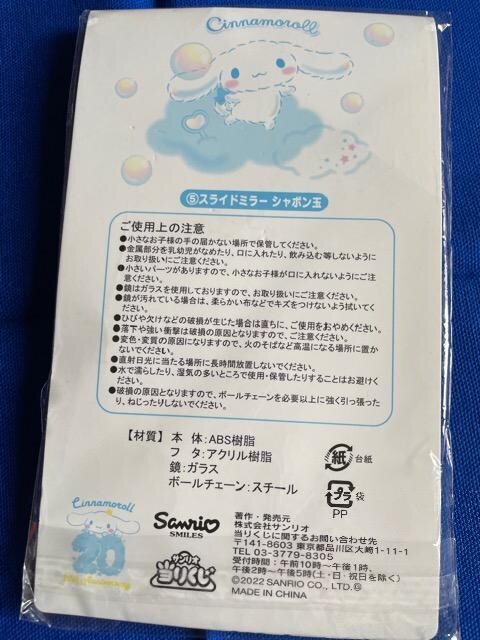 Cinnamoroll
⑤スライドミラー シャボン玉
ご使用上の注意
●小さなお子様の手の届かない場所で保管してください。
●金属部分を乳幼児がなめたり、口に入れたり、飲み込む等しないように
お取り扱いにご注意ください。
●小さいパーツがありますので、小さなお子様が口に入れないようにご注
意ください。
●鏡はガラスを使用しておりますので、お取り扱いにご注意ください。
●鏡が汚れている場合は、柔らかい布などでキズをつけないよう拭いてく
ださい。
●ひびや欠けなどの破損が生じた場合は直ちに、ご使用をおやめください。
●落下や強い衝撃は破損の原因となりますので、ご注意ください。
●変色・変質の原因になりますので、火のそばなど高温になる場所に置か
ないでください。
●直射日光に当たる場所に長時間放置しないでください。
●水で濡らしたり、湿気の多いところで使用・保管したりすることはお避けく
ださい。
●破損の原因となりますので、ボールチェーンを必要以上に強く引っ張っ
たり、ねじったりしないでください。
【材質】 本 体:ABS樹脂
フ タ:アクリル樹脂
鏡:ガラス
ボールチェーン:スチール
紙 台紙
プラ 袋
PP
Cinnamoroll
20
th Anniversary
Sanrio
SMILES
サンリオ
当りくじ
著作・発売元
株式会社サンリオ
当りくじに関するお問い合わせ先
〒141-8603 東京都品川区大崎1-11-1
TEL 03-3779-8305
受付時間:午前10時～午後1時、
午後2時～午後5時(土・日・祝日を除く)
©2022 SANRIO CO., LTD.Ⓖ
MADE IN CHINA